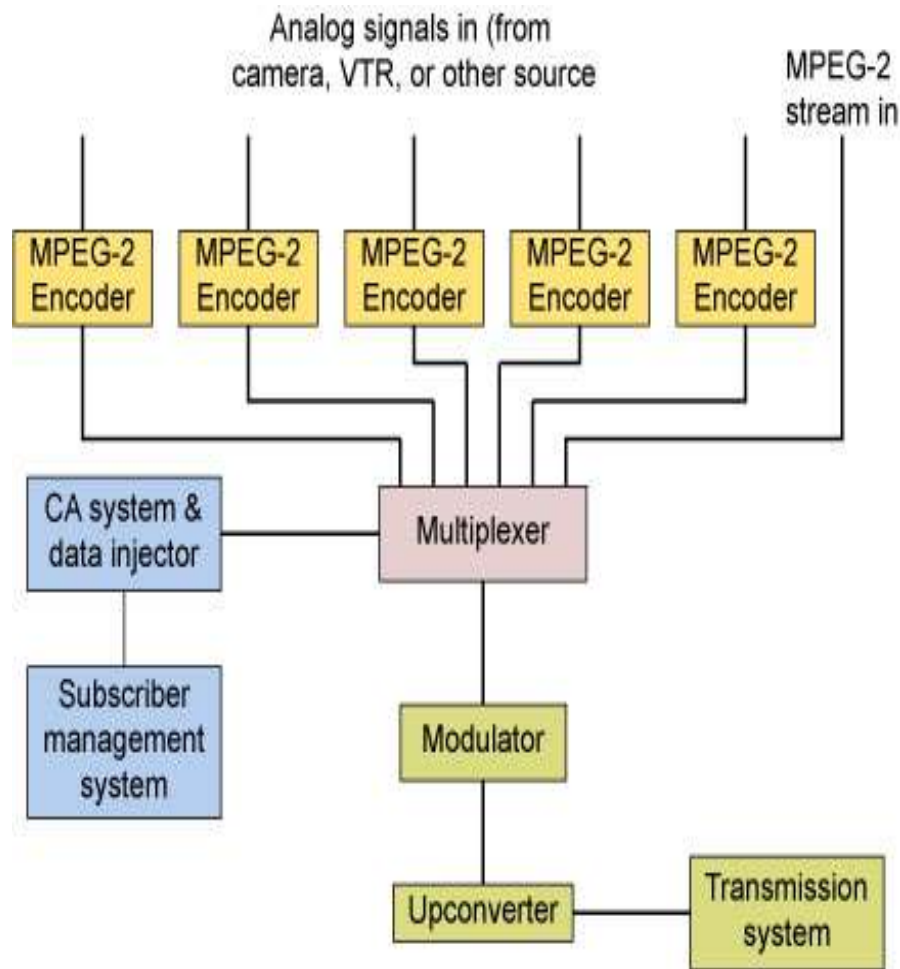 Analog signals in (from
camera, VTR, or other source
MPEG-2
stream in
MPEG-2
Encoder
MPEG-2
Encoder
MPEG-2
Encoder
MPEG-2
Encoder
MPEG-2
Encoder
CA system &
data injector
Multiplexer
Subscriber
management
system
Modulator
Upconverter
Transmission
system